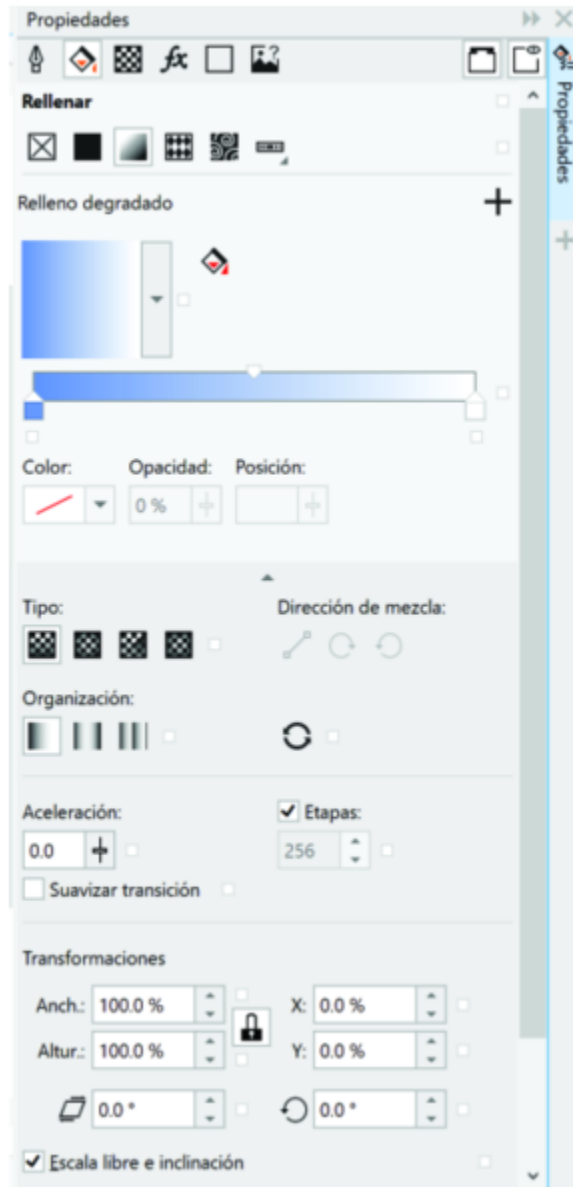 Propiedades
fx
?
Rellenar
Propiedades
Relleno degradado
Color: Opacidad: Posición:
0 %
Tipo: Dirección de mezcla:
Organización:
Aceleración: Etapas:
0.0 256
Suavizar transición
Transformaciones
Anch.: 100.0 % X: 0.0 %
Altur.: 100.0 % Y: 0.0 %
0.0 ° 0.0 °
Escala libre e inclinación